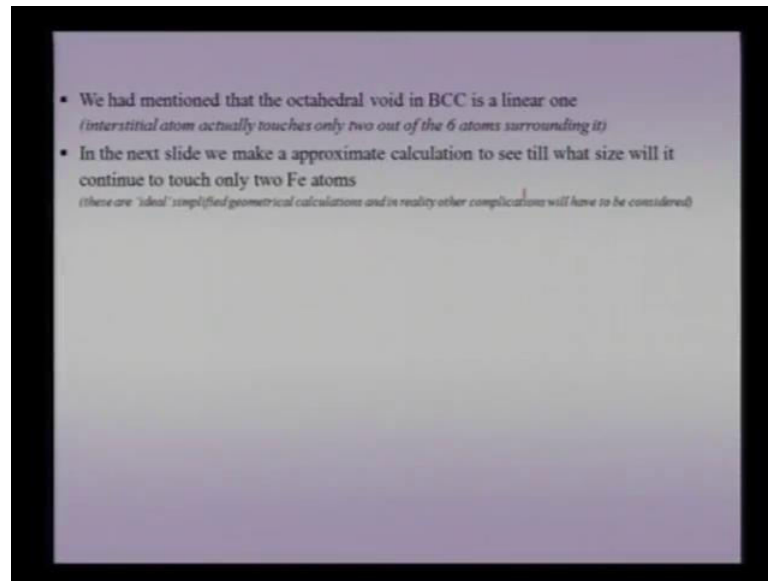 ▪ We had mentioned that the octahedral void in BCC is a linear one
(interstitial atom actually touches only two out of the 6 atoms surrounding it)
▪ In the next slide we make a approximate calculation to see till what size will it
continue to touch only two Fe atoms
(these are 'ideal' simplified geometrical calculations and in reality other complications will have to be considered)